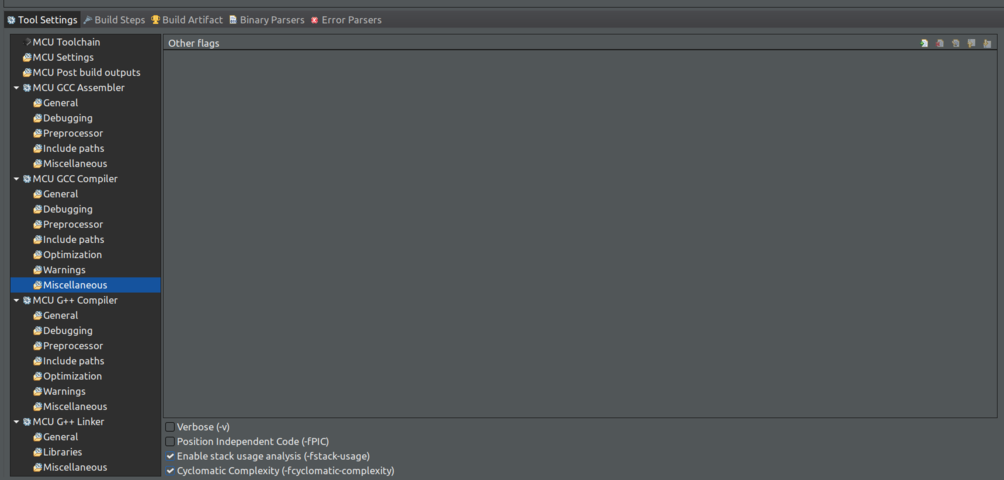 Tool Settings Build Steps Build Artifact Binary Parsers Error Parsers
MCU Toolchain
MCU Settings
MCU Post build outputs
MCU GCC Assembler
General
Debugging
Preprocessor
Include paths
Miscellaneous
MCU GCC Compiler
General
Debugging
Preprocessor
Include paths
Optimization
Warnings
Miscellaneous
MCU G++ Compiler
General
Debugging
Preprocessor
Include paths
Optimization
Warnings
Miscellaneous
MCU G++ Linker
General
Libraries
Miscellaneous
Other flags
Verbose (-v)
Position Independent Code (-fPIC)
Enable stack usage analysis (-fstack-usage)
Cyclomatic Complexity (-fcyclomatic-complexity)